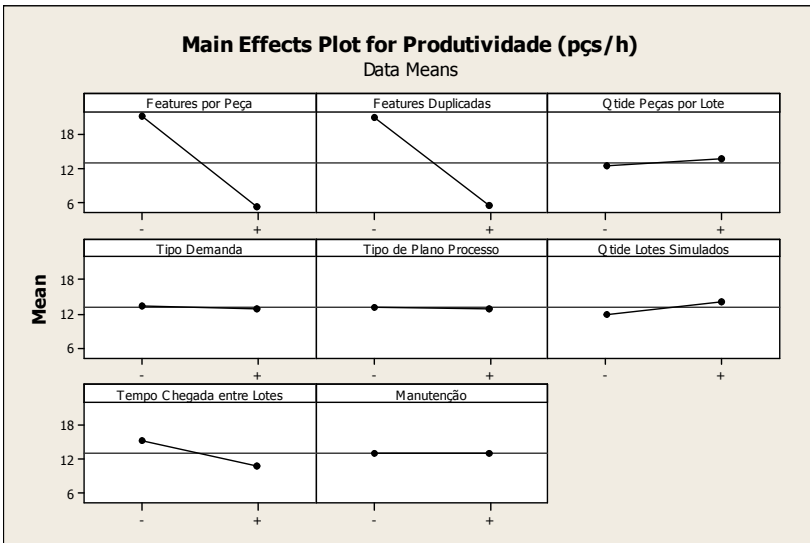 Main Effects Plot for Produtividade (pçs/h)
Data Means
Features por Peça Features Duplicadas Qtide Peças por Lote
18
12
6
- + - + - +
Tipo Demanda Tipo de Plano Processo Qtide Lotes Simulados
Mean
18
12
6
- + - + - +
Tempo Chegada entre Lotes Manutenção
18
12
6
- + - +